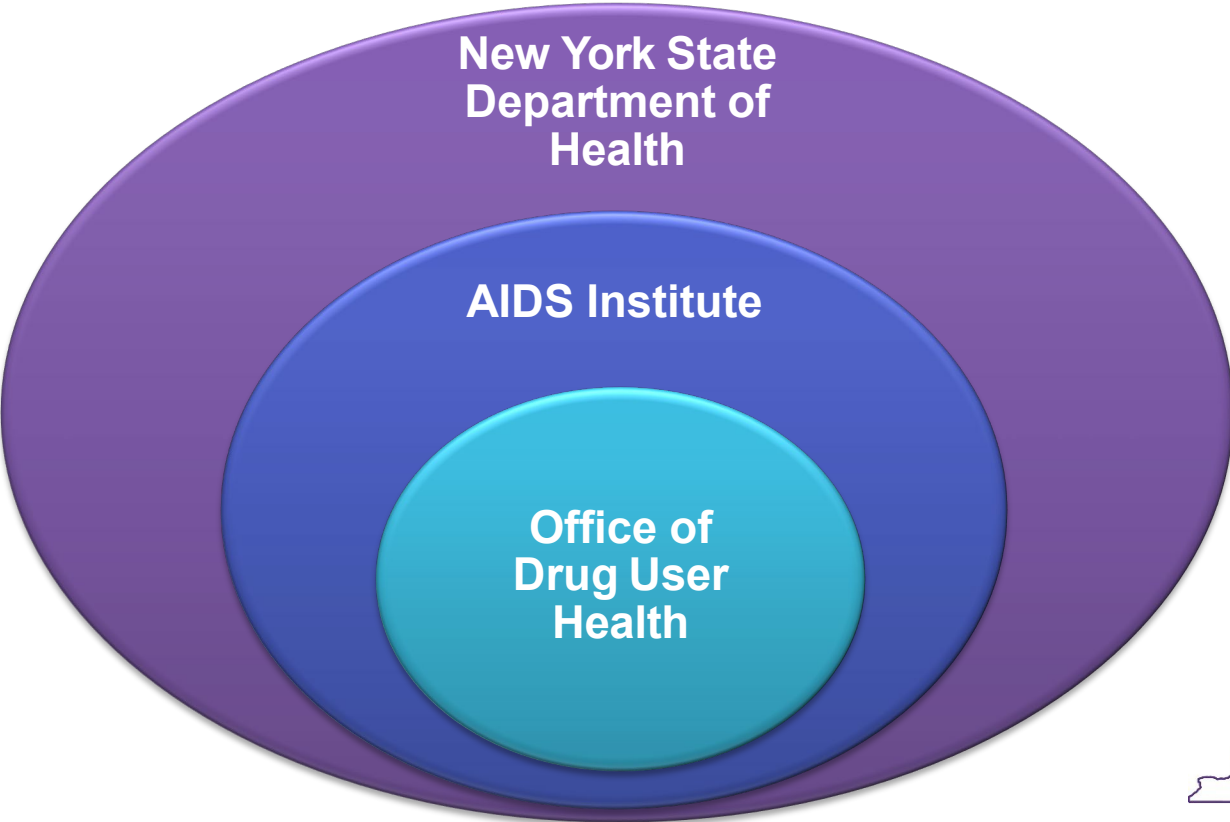 New York State
Department of
Health
AIDS Institute
Office of
Drug User
Health